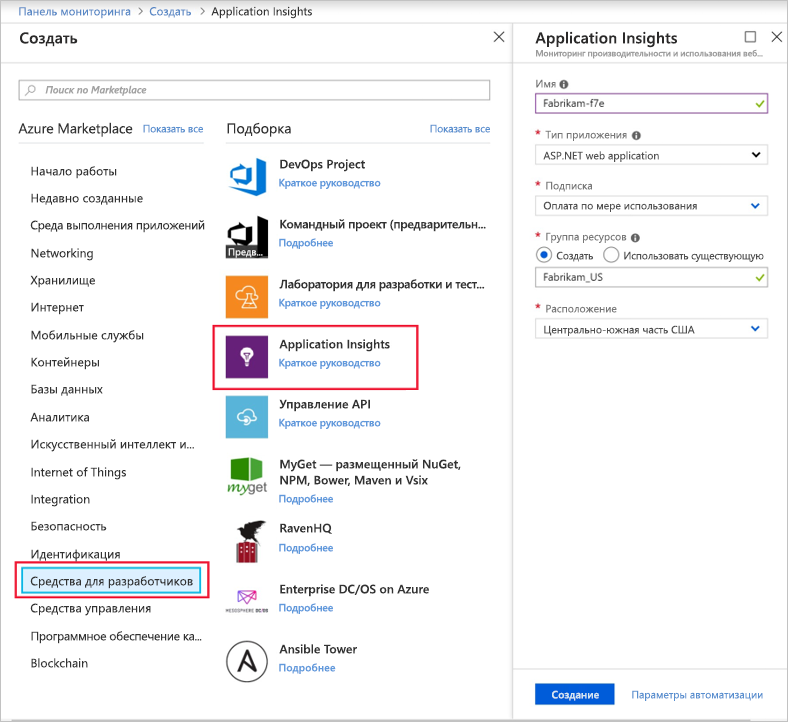 Панель мониторинга > Создать > Application Insights
Создать
Поиск по Marketplace
Azure Marketplace Показать все
Начало работы
Недавно созданные
Среда выполнения приложений
Networking
Хранилище
Интернет
Мобильные службы
Контейнеры
Базы данных
Аналитика
Искусственный интеллект и...
Internet of Things
Integration
Безопасность
Идентификация
Средства для разработчиков
Средства управления
Программное обеспечение ка...
Blockchain
Подборка Показать все
DevOps Project
Краткое руководство
Командный проект (предварительн...
Предв...
Подробнее
Лаборатория для разработки и тест...
Краткое руководство
Application Insights
Краткое руководство
Управление API
Краткое руководство
myget
MyGet — размещенный NuGet,
NPM, Bower, Maven и Vsix
Подробнее
RavenHQ
Подробнее
MESOSPHERE DC/OS
Enterprise DC/OS on Azure
Подробнее
Ansible Tower
Подробнее
Application Insights
Мониторинг производительности и использования веб...
Имя
Fabrikam-f7e
* Тип приложения
ASP.NET web application
* Подписка
Оплата по мере использования
* Группа ресурсов
Создать Использовать существующую
Fabrikam_US
* Расположение
Центрально-южная часть США
Создание Параметры автоматизации